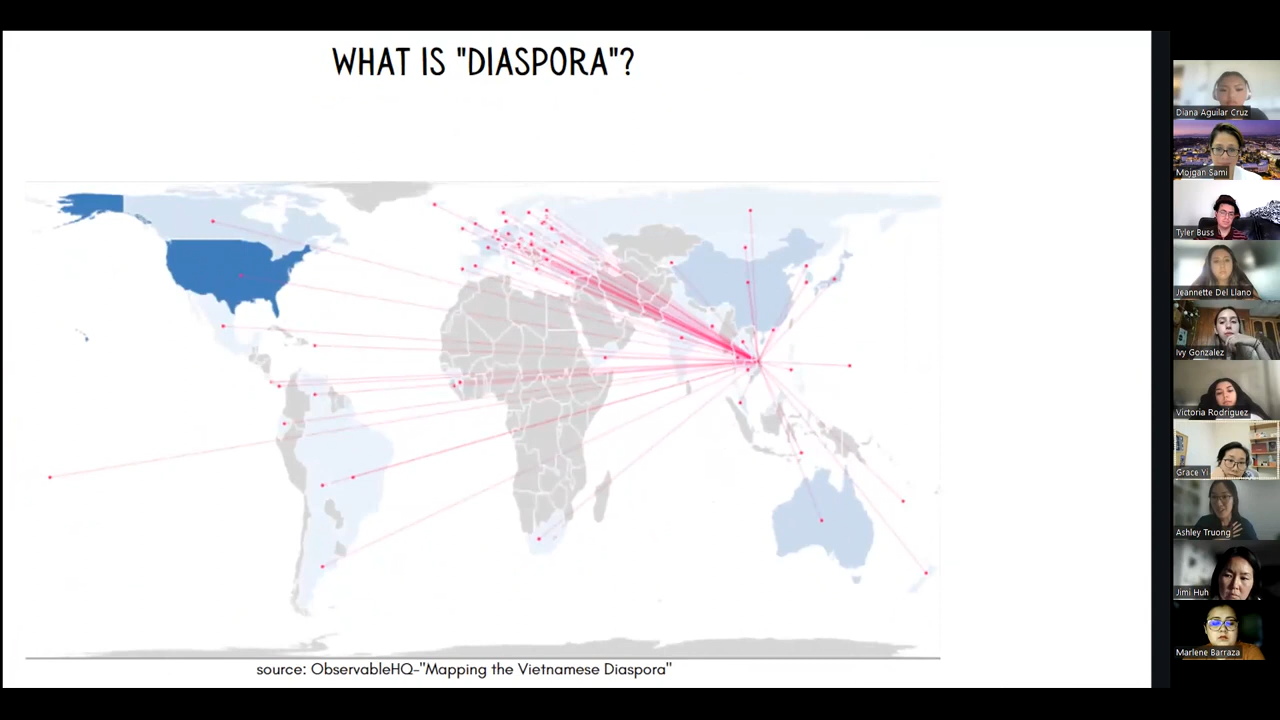 WHAT IS "DIASPORA"?
source: ObservableHQ-"Mapping the Vietnamese Diaspora"
Diana Aguilar Cruz
Mojgan Sami
Tyler Buss
Jeannette Del Llano
Ivy Gonzalez
Victoria Rodriguez
Grace Yi
Ashley Truong
Jimi Huh
Marlene Barraza